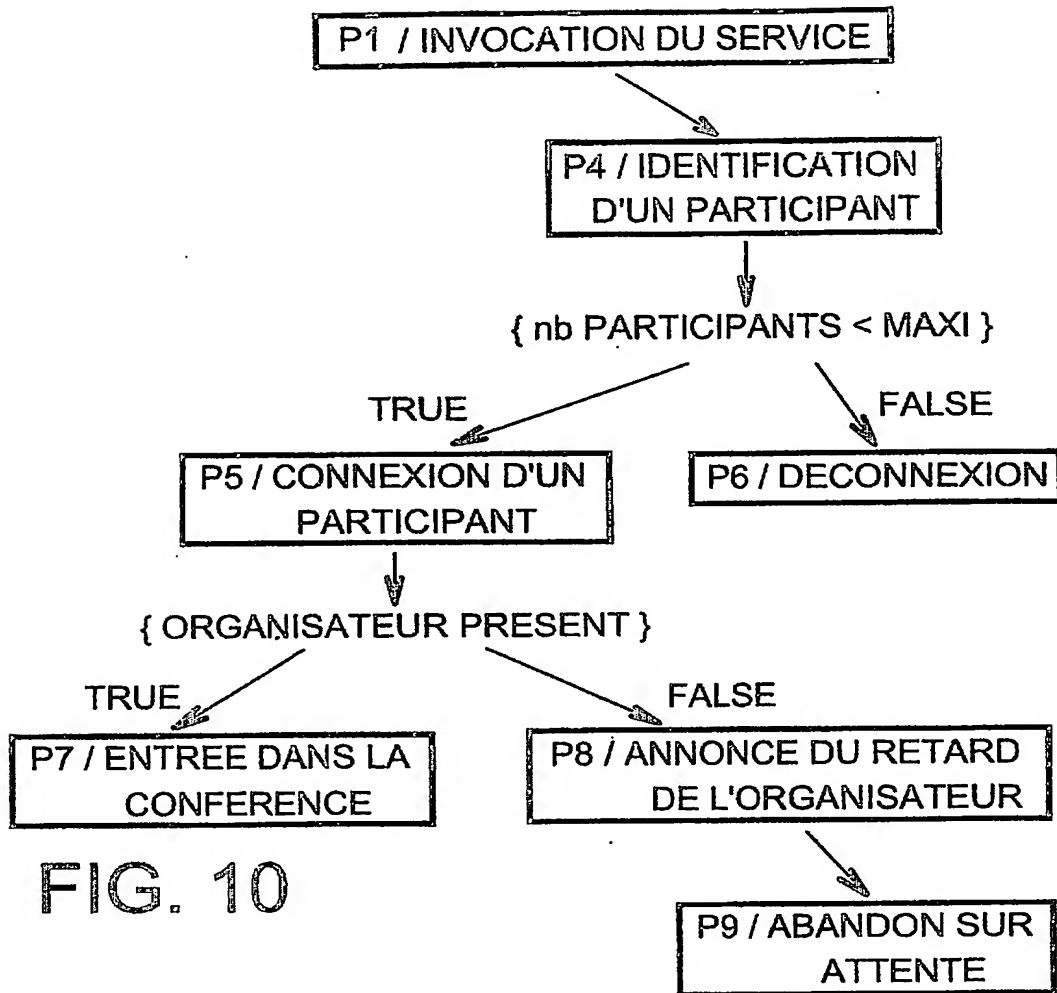 P1 / INVOCATION DU SERVICE
P4 / IDENTIFICATION
D'UN PARTICIPANT
{ nb PARTICIPANTS < MAXI }
TRUE
FALSE
P5 / CONNEXION D'UN
PARTICIPANT
P6 / DECONNEXION
{ ORGANISATEUR PRESENT }
TRUE
FALSE
P7 / ENTREE DANS LA
CONFERENCE
P8 / ANNONCE DU RETARD
DE L'ORGANISATEUR
FIG. 10
P9 / ABANDON SUR
ATTENTE